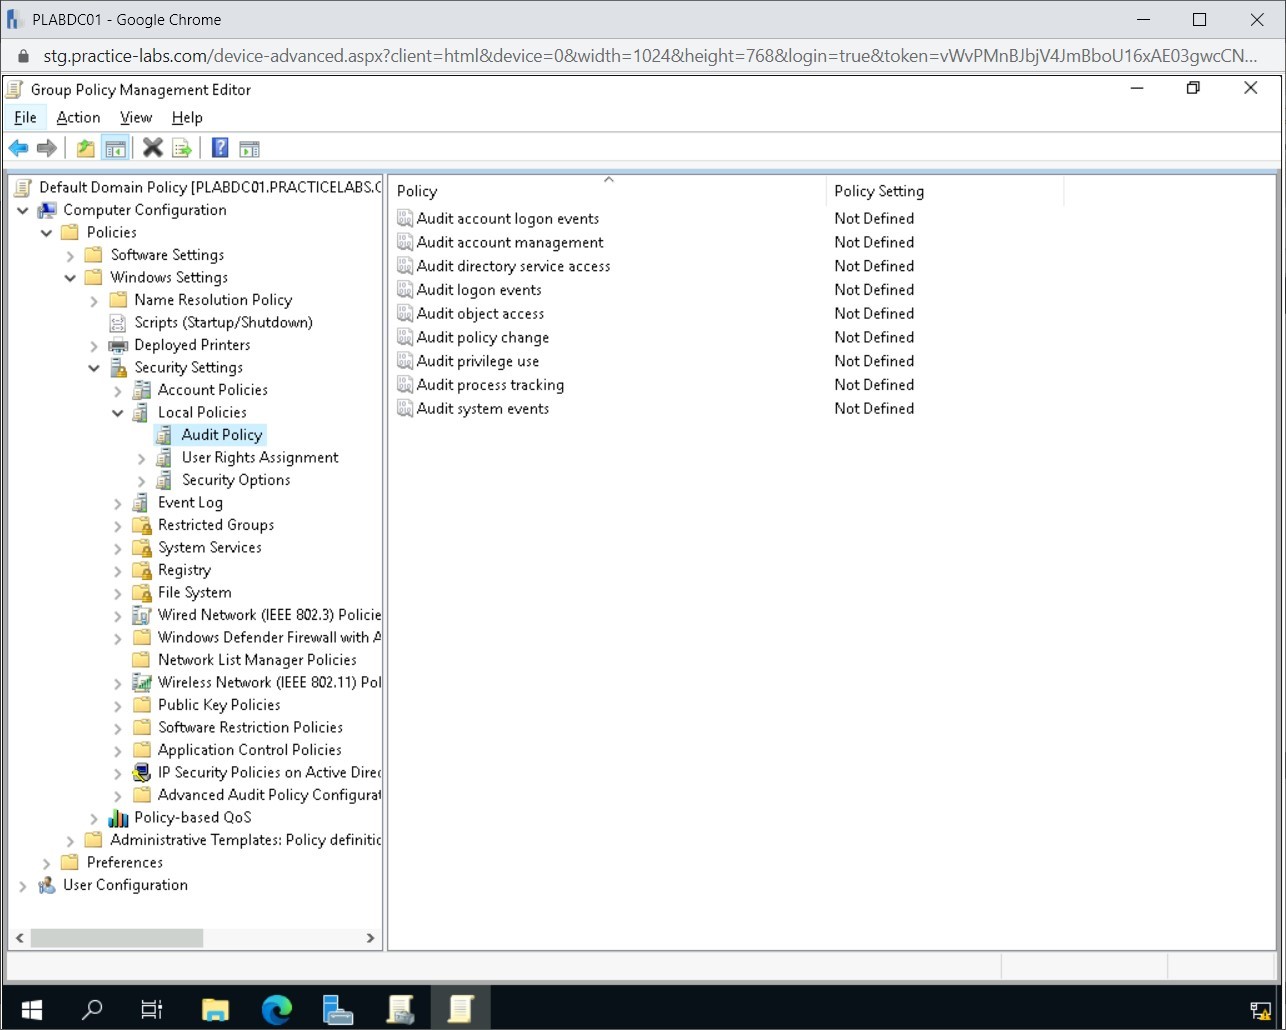 PLABDC01 - Google Chrome
stg.practice-labs.com/device-advanced.aspx?client=html&device=0&width=1024&height=768&login=true&token=vWvPMnBJbjV4JmBboU16xAE03gwcCN...
Group Policy Management Editor
File Action View Help
Default Domain Policy [PLABDC01.PRACTICELABS.C
Computer Configuration
Policies
Software Settings
Windows Settings
Name Resolution Policy
Scripts (Startup/Shutdown)
Deployed Printers
Security Settings
Account Policies
Local Policies
Audit Policy
User Rights Assignment
Security Options
Event Log
Restricted Groups
System Services
Registry
File System
Wired Network (IEEE 802.3) Policie
Windows Defender Firewall with A
Network List Manager Policies
Wireless Network (IEEE 802.11) Pol
Public Key Policies
Software Restriction Policies
Application Control Policies
IP Security Policies on Active Direc
Advanced Audit Policy Configurat
Policy-based QoS
Administrative Templates: Policy definitic
Preferences
User Configuration
Policy Policy Setting
Audit account logon events Not Defined
Audit account management Not Defined
Audit directory service access Not Defined
Audit logon events Not Defined
Audit object access Not Defined
Audit policy change Not Defined
Audit privilege use Not Defined
Audit process tracking Not Defined
Audit system events Not Defined